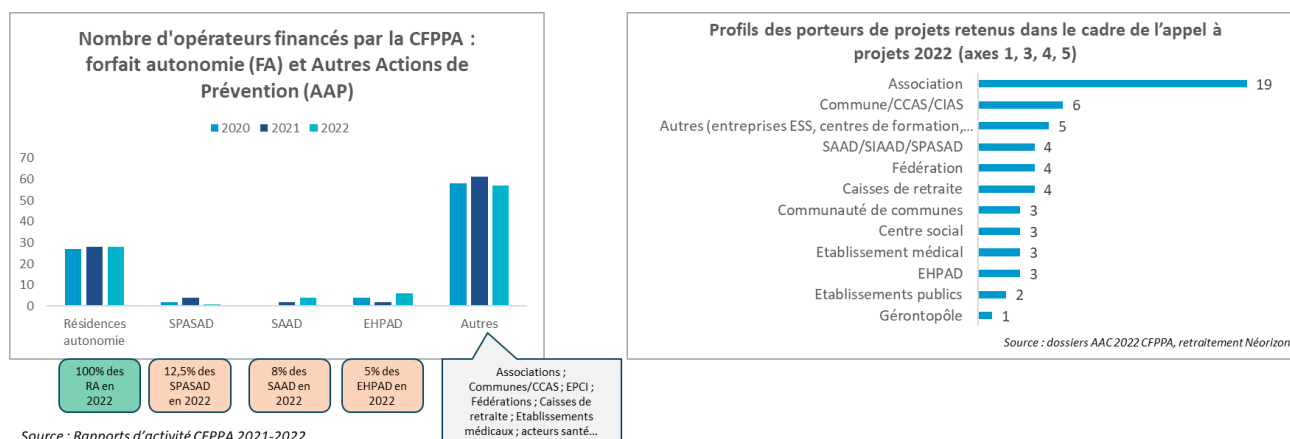 Nombre d'opérateurs financés par la CFPPA :
forfait autonomie (FA) et Autres Actions de
Prévention (AAP)
2020 2021 2022
70
60
50
40
30
20
10
0
Résidences
autonomie
SPASAD
SAAD
EHPAD
Autres
100% des
RA en
2022
12,5% des
SPASAD
en 2022
8% des
SAAD en
2022
5% des
EHPAD en
2022
Associations ;
Communes/CCAS ; EPCI ;
Fédérations ; Caisses de
retraite ; Etablissements
médicaux ; acteurs santé...
Source : Rapports d'activité CFPPA 2021-2022
Profils des porteurs de projets retenus dans le cadre de l'appel à
projets 2022 (axes 1, 3, 4, 5)
Association 19
Commune/CCAS/CIAS 6
Autres (entreprises ESS, centres de formation,... 5
SAAD/SIAAD/SPASAD 4
Fédération 4
Caisses de retraite 4
Communauté de communes 3
Centre social 3
Etablissement médical 3
EHPAD 3
Etablissements publics 2
Gérontopôle 1
Source : dossiers AAC 2022 CFPPA, retraitement Néorizon